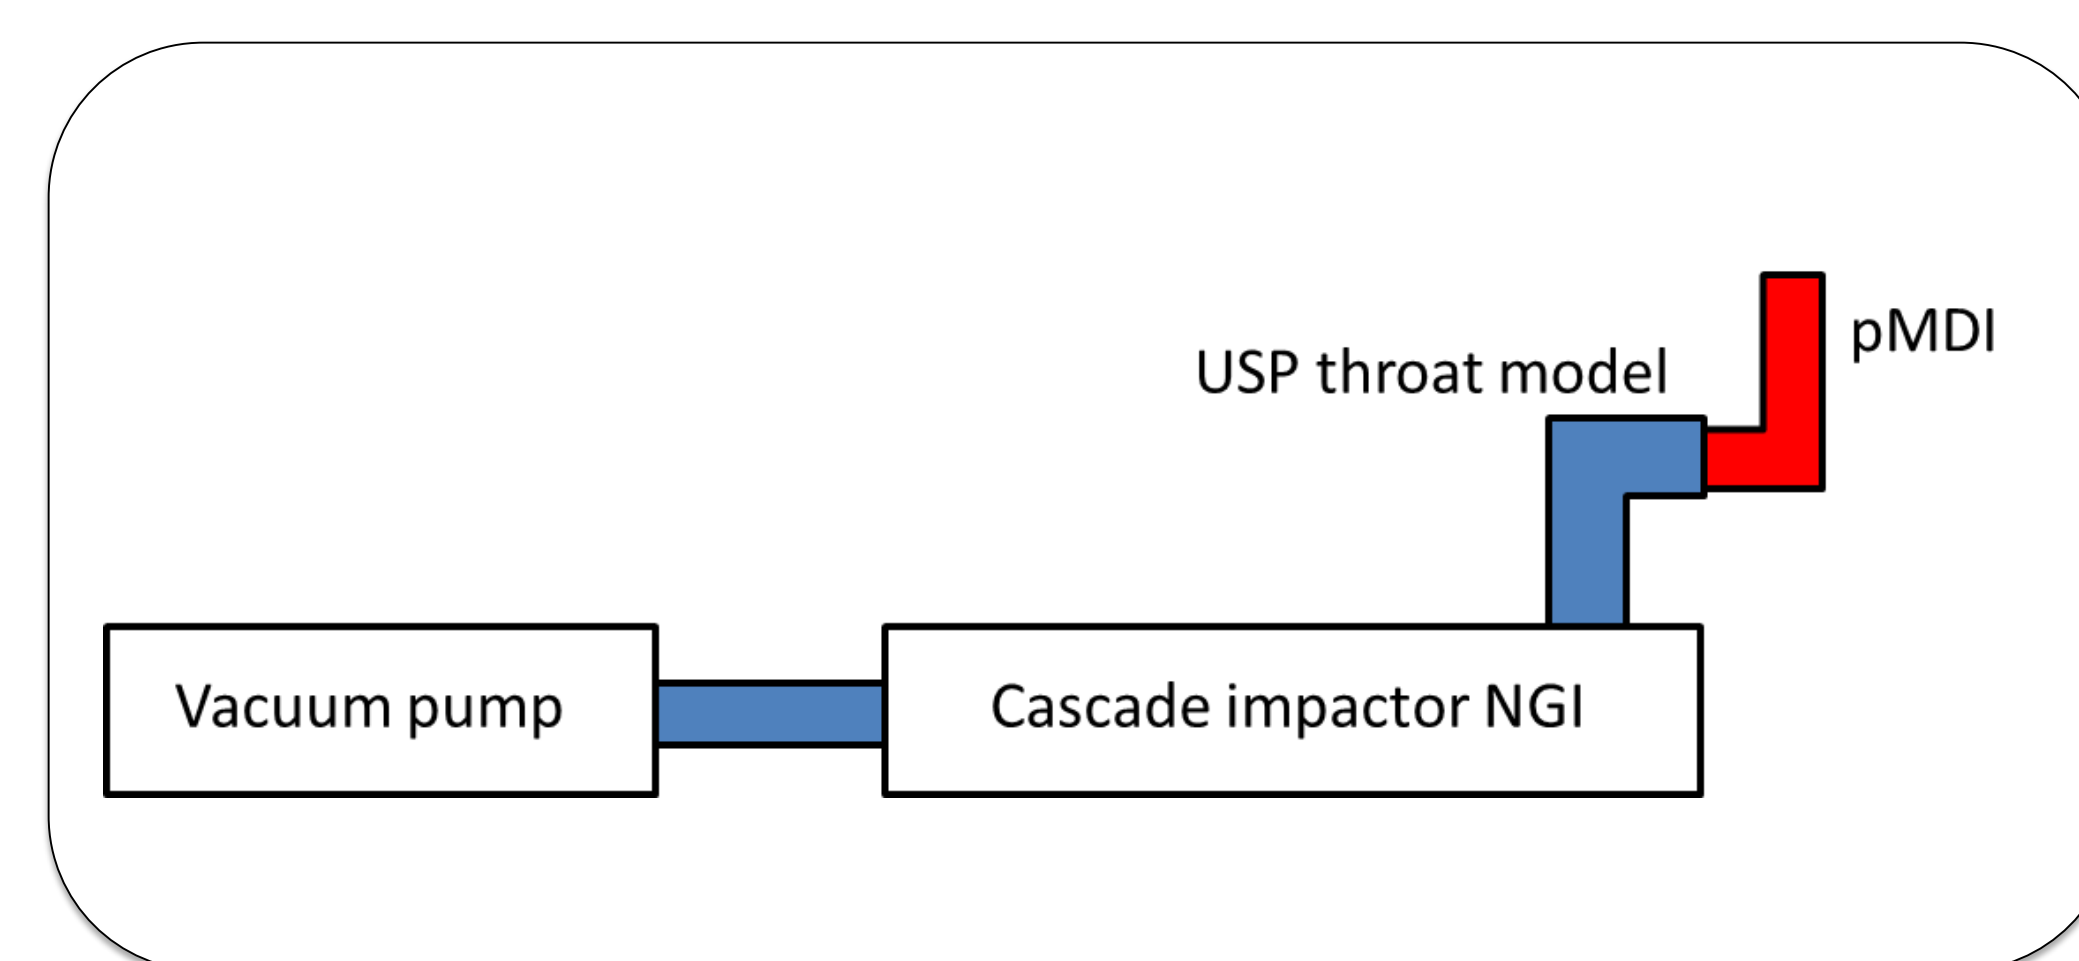 pMDI
USP throat model
Vacuum pump
Cascade impactor NGI